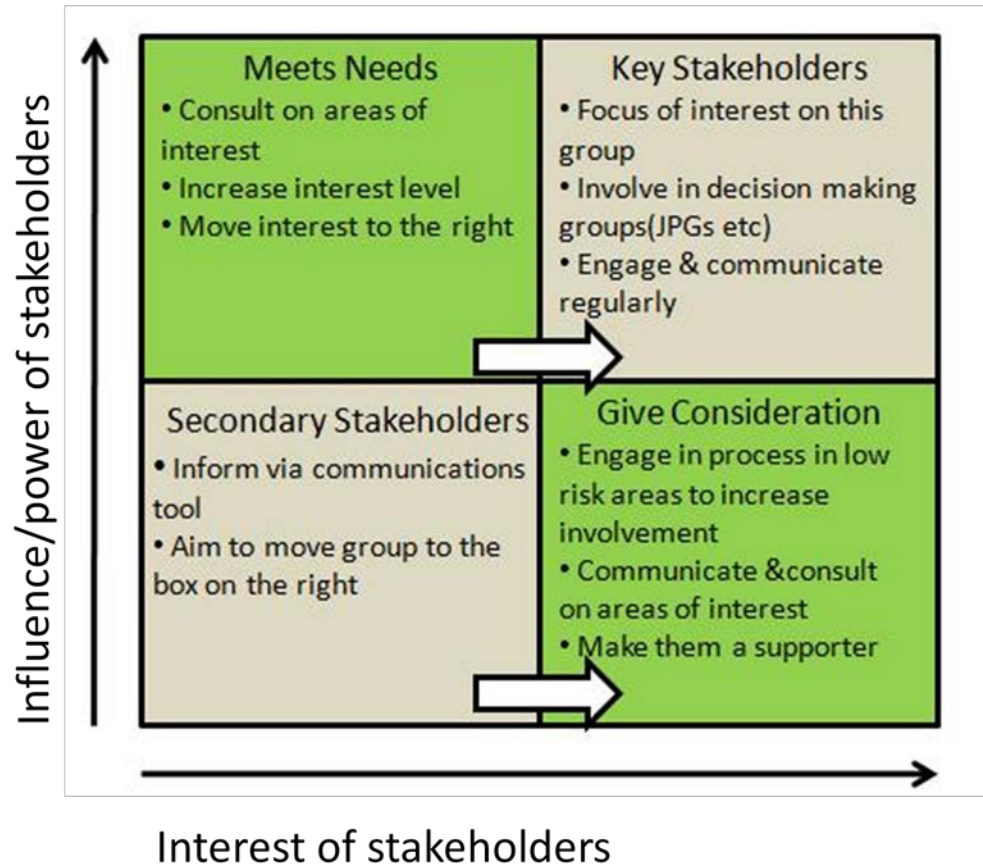 Influence/power of stakeholders
Meets Needs
• Consult on areas of
interest
• Increase interest level
• Move interest to the right
Key Stakeholders
• Focus of interest on this
group
• Involve in decision making
groups(JPGs etc)
• Engage & communicate
regularly
Secondary Stakeholders
• Inform via communications
tool
• Aim to move group to the
box on the right
Give Consideration
• Engage in process in low
risk areas to increase
involvement
• Communicate &consult
on areas of interest
• Make them a supporter
Interest of stakeholders